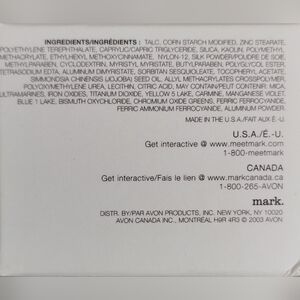 INGREDIENTS/INGRÉDIENTS: TALC, CORN STARCH MODIFIED, ZINC STEARATE,
POLYETHYLENE TEREPHTHALATE, CAPRYLIC/CAPRIC TRIGLYCERIDE, SILICA, KAOLIN, POLYMETHYL
METHACRYLATE, ETHYLHEXYL METHOXYCINNAMATE, NYLON-12, SILK POWDER/POUDRE DE SOIE,
METHYLPARABEN, CYCLODEXTRIN, MYRISTYL MYRISTATE, BUTYLPARABEN, POLYGLYCOL ESTER,
TETRASODIUM EDTA, ALUMINUM DIMYRISTATE, SORBITAN SESQUIOLEATE, TOCOPHERYL ACETATE,
SIMMONDSIA CHINENSIS (JOJOBA) SEED OIL, ALLYL METHACRYLATES CROSSPOLYMER,
METHICONE, DIAZOLIDINYL UREA, ACRYLIC ACID, MAY CONTAIN/PEUT CONTENIR: MICA,
ULTRAMARINES, IRON OXIDES, TITANIUM DIOXIDE, YELLOW 5 LAKE, CARMINE, MANGANESE VIOLET,
BLUE 1 LAKE, BISMUTH OXYCHLORIDE, CHROMIUM OXIDE GREENS, FERRIC FERROCYANIDE,
FERRIC AMMONIUM FERROCYANIDE, ALUMINUM POWDER.
MADE IN THE U.S.A./FAIT AUX É.-U.
U.S.A./É.-U.
Get interactive @ www.meetmark.com
1-800-meetmark
CANADA
Get interactive/Fais le lien @ www.markcanada.ca
1-800-265-AVON
mark.
DISTR. BY/PAR AVON PRODUCTS, INC. NEW YORK, NY 10020
AVON CANADA INC., MONTRÉAL H9R 4R3 © 2003 AVON